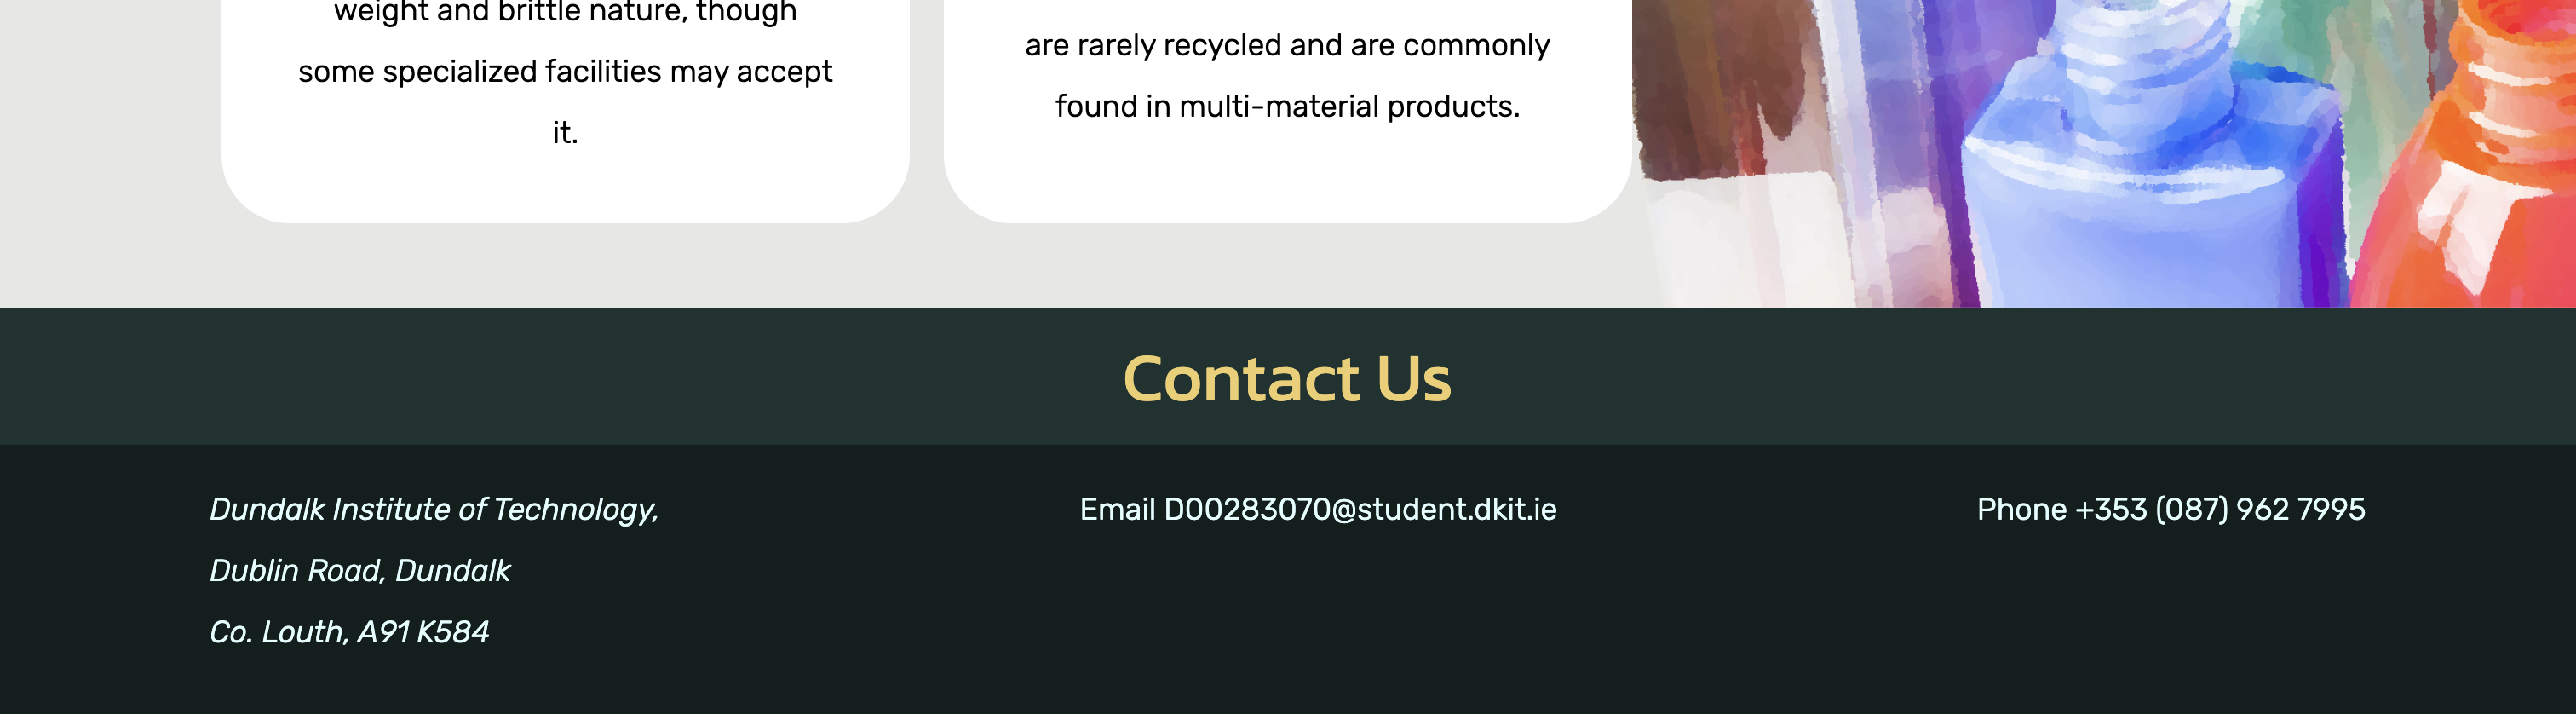 weight and brittle nature, though
some specialized facilities may accept
it.
are rarely recycled and are commonly
found in multi-material products.
Contact Us
Dundalk Institute of Technology,
Dublin Road, Dundalk
Co. Louth, A91 K584
Email D00283070@student.dkit.ie
Phone +353 (087) 962 7995